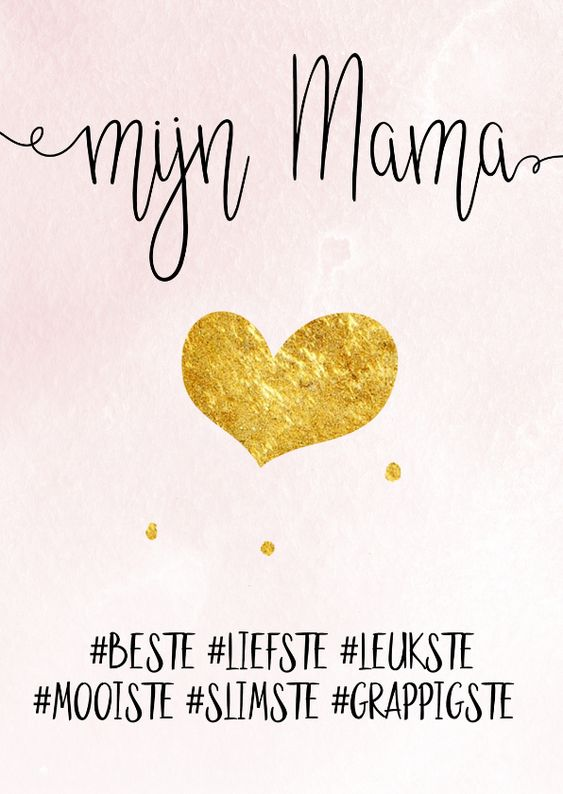 mijn Mama
#BESTE #LIEFSTE #LEUKSTE
#MOOISTE #SLIMSTE #GRAPPIGSTE